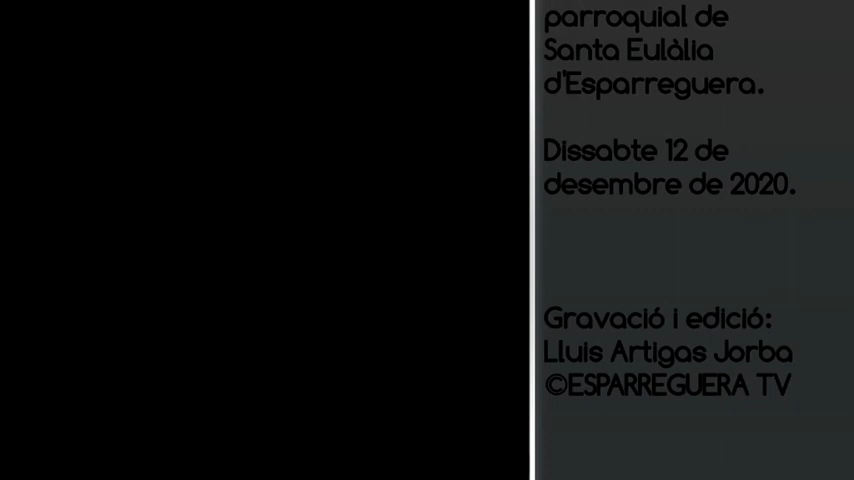 parroquial de
Santa Eulàlia
d'Esparreguera.
Dissabte 12 de
desembre de 2020.
Gravació i edició:
Lluis Artigas Jorba
©ESPARREGUERA TV